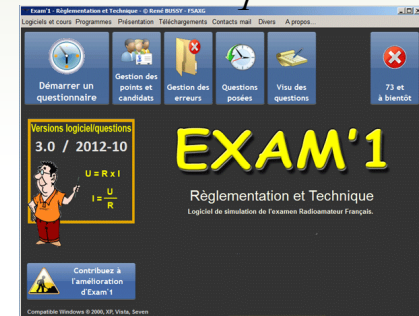 Exam'1 - Règlementation et Technique - © René BUSSY - F5AXG
Logiciels et cours Programmes Présentation Téléchargements Contacts mail Divers A propos...
Démarrer un
questionnaire
Gestion des
points et
candidats
Gestion des
erreurs
Questions
posées
Visu des
questions
73 et
à bientôt
Versions logiciel/questions
3.0 / 2012-10
U = R x I
I = U
R
EXAM'1
Règlementation et Technique
Logiciel de simulation de l'examen Radioamateur Français.
Contribuez à
l'amélioration
d'Exam'1
Compatible Windows ® 2000, XP, Vista, Seven